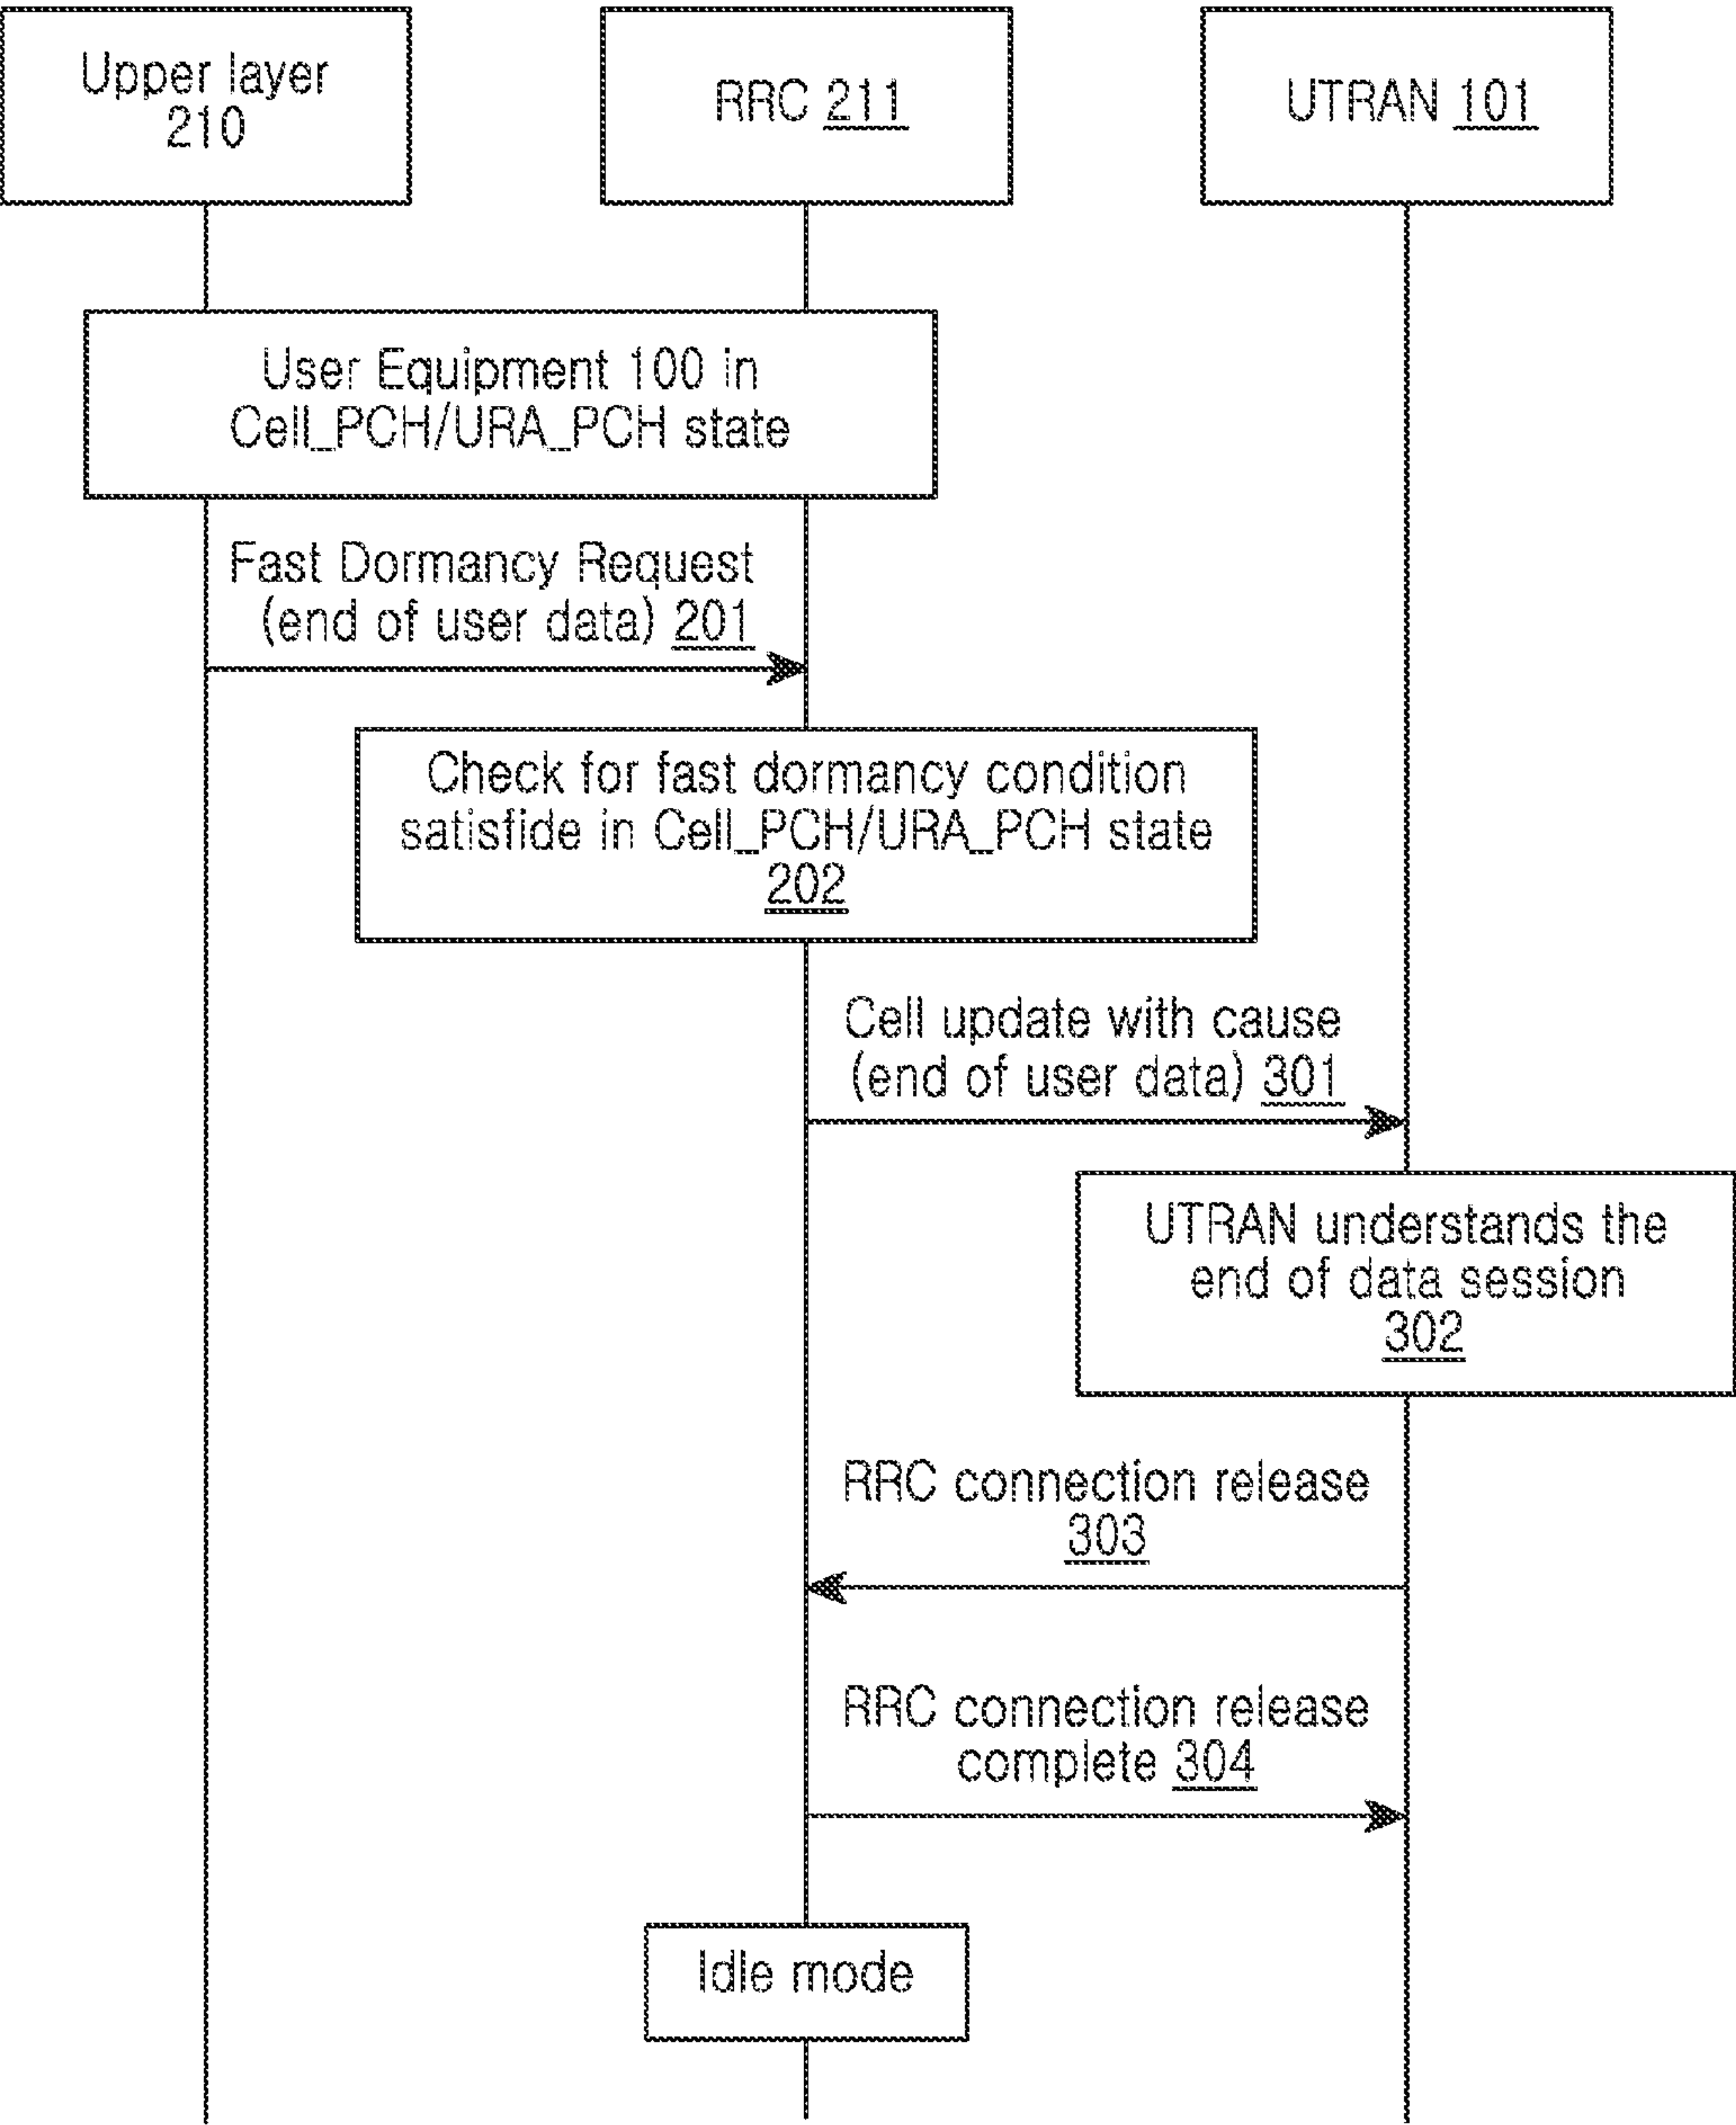 Upper layer
210
RRC 211
UTRAN 101
User Equipment 100 in
Cell_PCH/URA_PCH state
Fast Dormancy Request
(end of user data) 201
Check for fast dormancy condition
satisfide in Cell_PCH/URA_PCH state
202
Cell update with cause
(end of user data) 301
UTRAN understands the
end of data session
302
RRC connection release
303
RRC connection release
complete 304
Idle mode